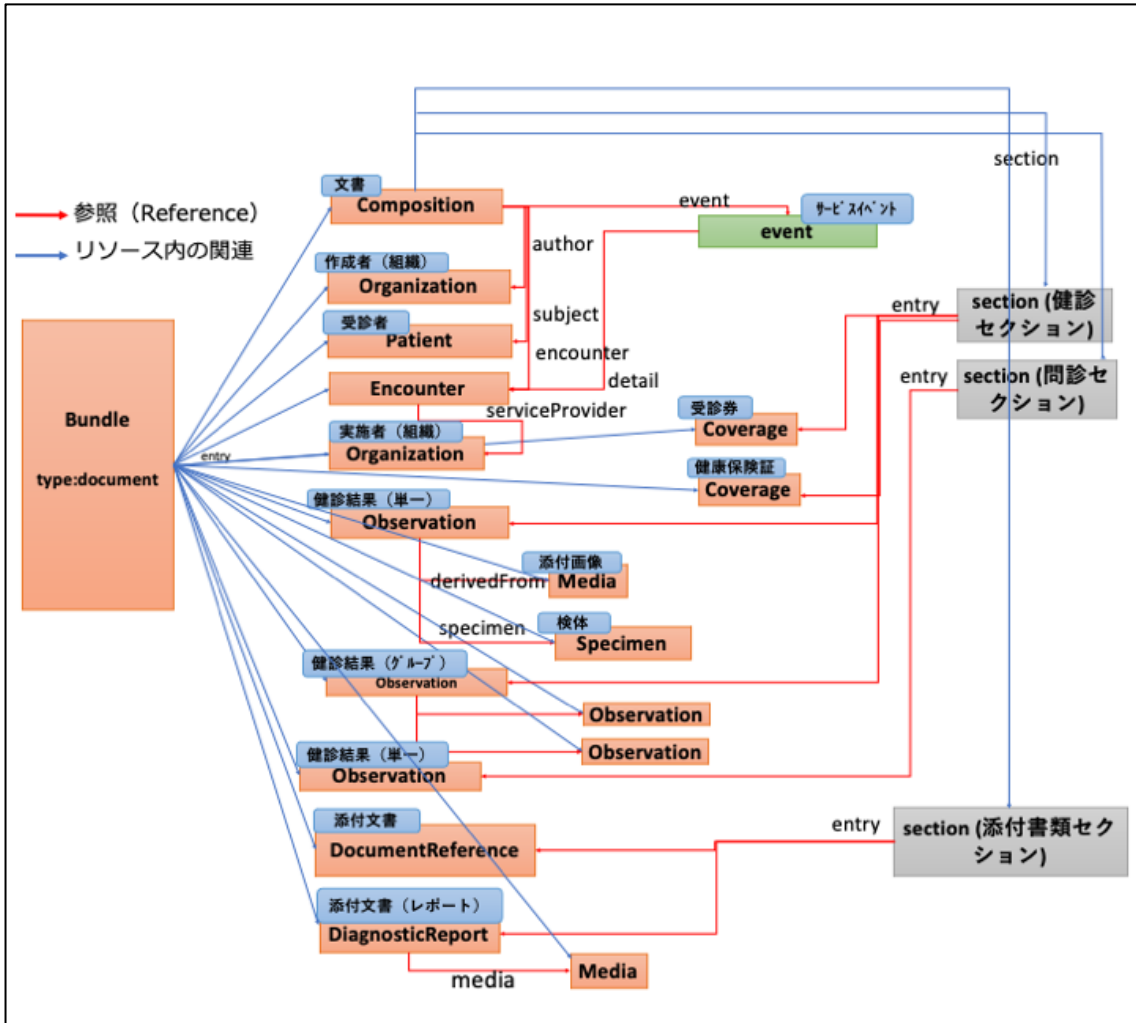 section
文書
Composition
event
サービスイベント
event
参照（Reference）
リソース内の関連
author
作成者（組織）
Organization
subject
受診者
Patient
encounter
Encounter
detail
serviceProvider
entry
section (健診
セクション)
entry
section (問診セ
クション)
受診券
Coverage
Bundle
type:document
entry
実施者（組織）
Organization
健康保険証
Coverage
健診結果（単一）
Observation
添付画像
derivedFrom
Media
specimen
検体
Specimen
健診結果（グループ）
Observation
Observation
Observation
健診結果（単一）
Observation
添付文書
DocumentReference
entry
section (添付書類セク
ション)
添付文書（レポート）
DiagnosticReport
media
Media